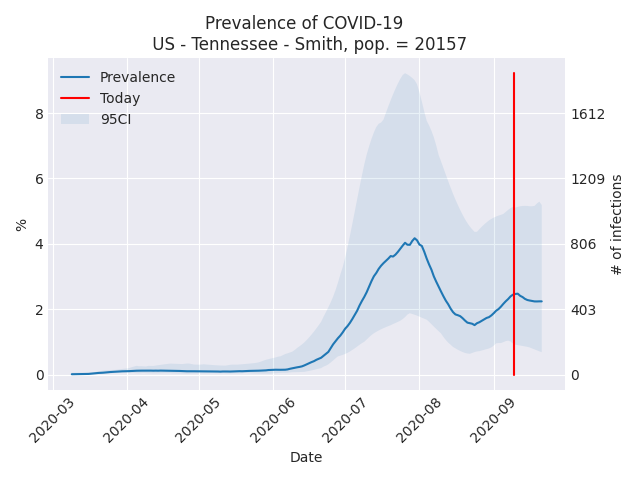 Prevalence of COVID-19
US - Tennessee - Smith, pop. = 20157
Prevalence
Today
95CI
%
8
6
4
2
0
1612
1209
806
403
0
# of infections
2020-03
2020-04
2020-05
2020-06
2020-07
2020-08
2020-09
Date